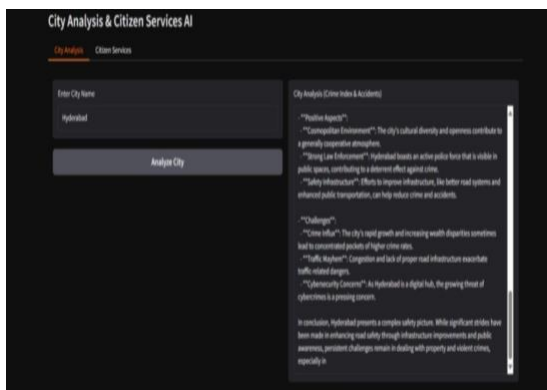 City Analysis & Citizen Services AI
City Analysis Citizen Services
Enter City Name
Hyderabad
Analyze City
City Analysis (Crime Index & Accidents)
- **Positive Aspects**:
- **Cosmopolitan Environment**: The city's cultural diversity and openness contribute to
a generally cooperative atmosphere.
- **Strong Law Enforcement**: Hyderabad boasts an active police force that is visible in
public spaces, contributing to a deterrent effect against crime.
- **Safety Infrastructure**: Efforts to improve infrastructure, like better road systems and
enhanced public transportation, can help reduce crime and accidents.
- **Challenges**:
- **Crime Influx**: The city's rapid growth and increasing wealth disparities sometimes
lead to concentrated pockets of higher crime rates.
- **Traffic Mayhem**: Congestion and lack of proper road infrastructure exacerbate
traffic-related dangers.
- **Cybersecurity Concerns**: As Hyderabad is a digital hub, the growing threat of
cybercrimes is a pressing concern.
In conclusion, Hyderabad presents a complex safety picture. While significant strides have
been made in enhancing road safety through infrastructure improvements and public
awareness, persistent challenges remain in dealing with property and violent crimes,
especially in